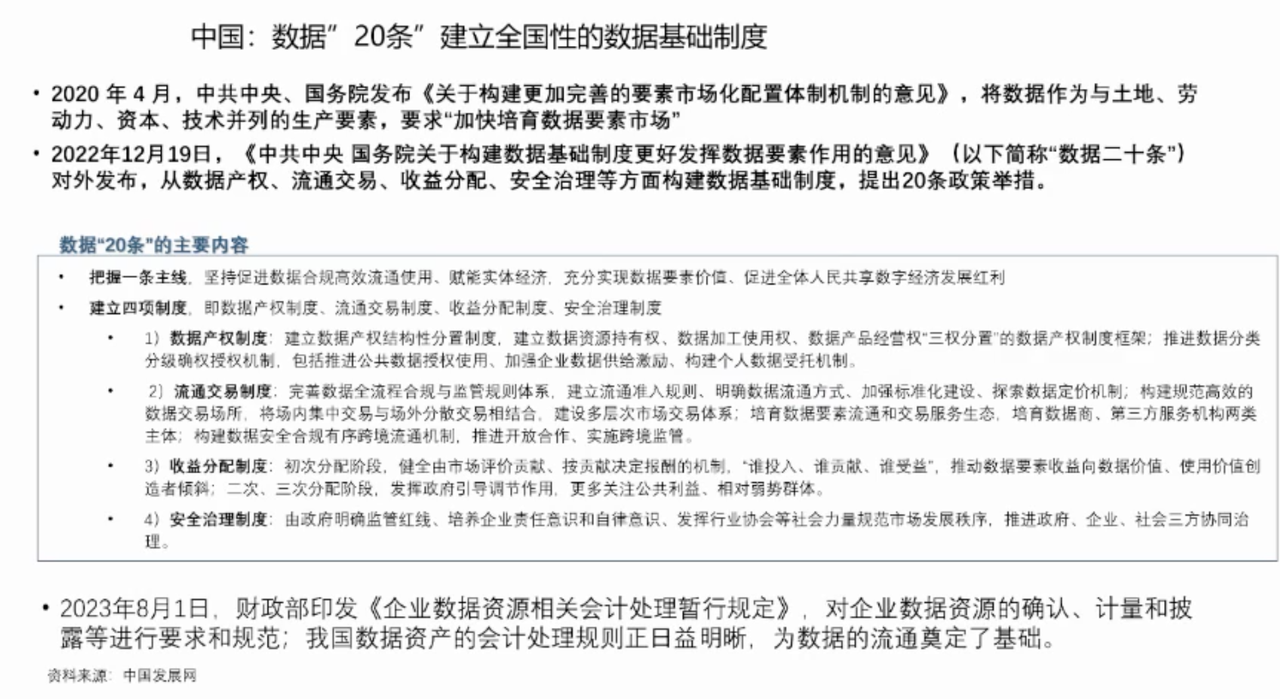 中国：数据”20条”建立全国性的数据基础制度
• 2020 年 4 月，中共中央、国务院发布《关于构建更加完善的要素市场化配置体制机制的意见》，将数据作为与土地、劳
动力、资本、技术并列的生产要素，要求“加快培育数据要素市场”
• 2022年12月19日，《中共中央 国务院关于构建数据基础制度更好发挥数据要素作用的意见》（以下简称“数据二十条”）
对外发布，从数据产权、流通交易、收益分配、安全治理等方面构建数据基础制度，提出20条政策举措。
数据“20条”的主要内容
• 把握一条主线，坚持促进数据合规高效流通使用、赋能实体经济，充分实现数据要素价值、促进全体人民共享数字经济发展红利
• 建立四项制度，即数据产权制度、流通交易制度、收益分配制度、安全治理制度
• 1）数据产权制度：建立数据产权结构性分置制度，建立数据资源持有权、数据加工使用权、数据产品经营权“三权分置”的数据产权制度框架；推进数据分类
分级确权授权机制，包括推进公共数据授权使用、加强企业数据供给激励、构建个人数据受托机制。
• 2）流通交易制度：完善数据全流程合规与监管规则体系，建立流通准入规则、明确数据流通方式、加强标准化建设、探索数据定价机制；构建规范高效的
数据交易场所，将场内集中交易与场外分散交易相结合，建设多层次市场交易体系；培育数据要素流通和交易服务生态，培育数据商、第三方服务机构两类
主体；构建数据安全合规有序跨境流通机制，推进开放合作、实施跨境监管。
• 3）收益分配制度：初次分配阶段，健全由市场评价贡献、按贡献决定报酬的机制，“谁投入、谁贡献、谁受益”，推动数据要素收益向数据价值、使用价值创
造者倾斜；二次、三次分配阶段，发挥政府引导调节作用，更多关注公共利益、相对弱势群体。
• 4）安全治理制度：由政府明确监管红线、培养企业责任意识和自律意识、发挥行业协会等社会力量规范市场发展秩序，推进政府、企业、社会三方协同治
理。
• 2023年8月1日，财政部印发《企业数据资源相关会计处理暂行规定》，对企业数据资源的确认、计量和披
露等进行要求和规范；我国数据资产的会计处理规则正日益明晰，为数据的流通奠定了基础。
资料来源：中国发展网